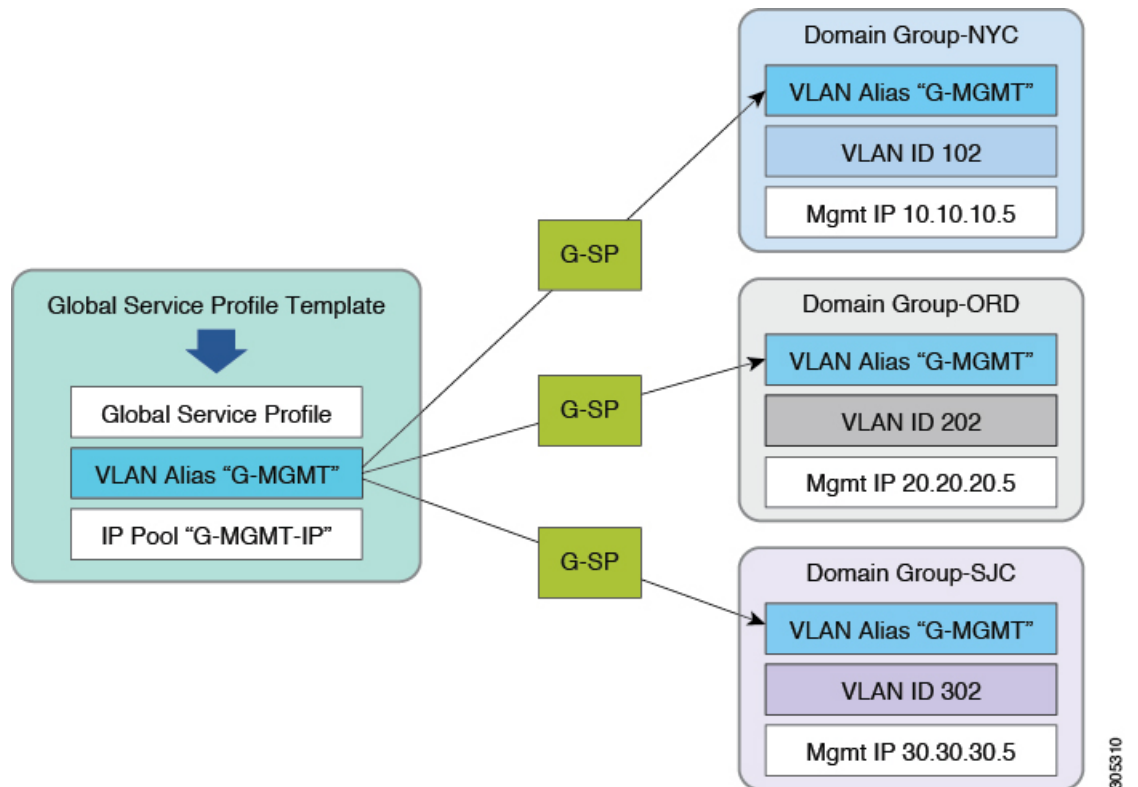 Global Service Profile Template
Global Service Profile
VLAN Alias “G-MGMT”
IP Pool “G-MGMT-IP”
G-SP
G-SP
G-SP
Domain Group-NYC
VLAN Alias “G-MGMT”
VLAN ID 102
Mgmt IP 10.10.10.5
Domain Group-ORD
VLAN Alias “G-MGMT”
VLAN ID 202
Mgmt IP 20.20.20.5
Domain Group-SJC
VLAN Alias “G-MGMT”
VLAN ID 302
Mgmt IP 30.30.30.5
305310